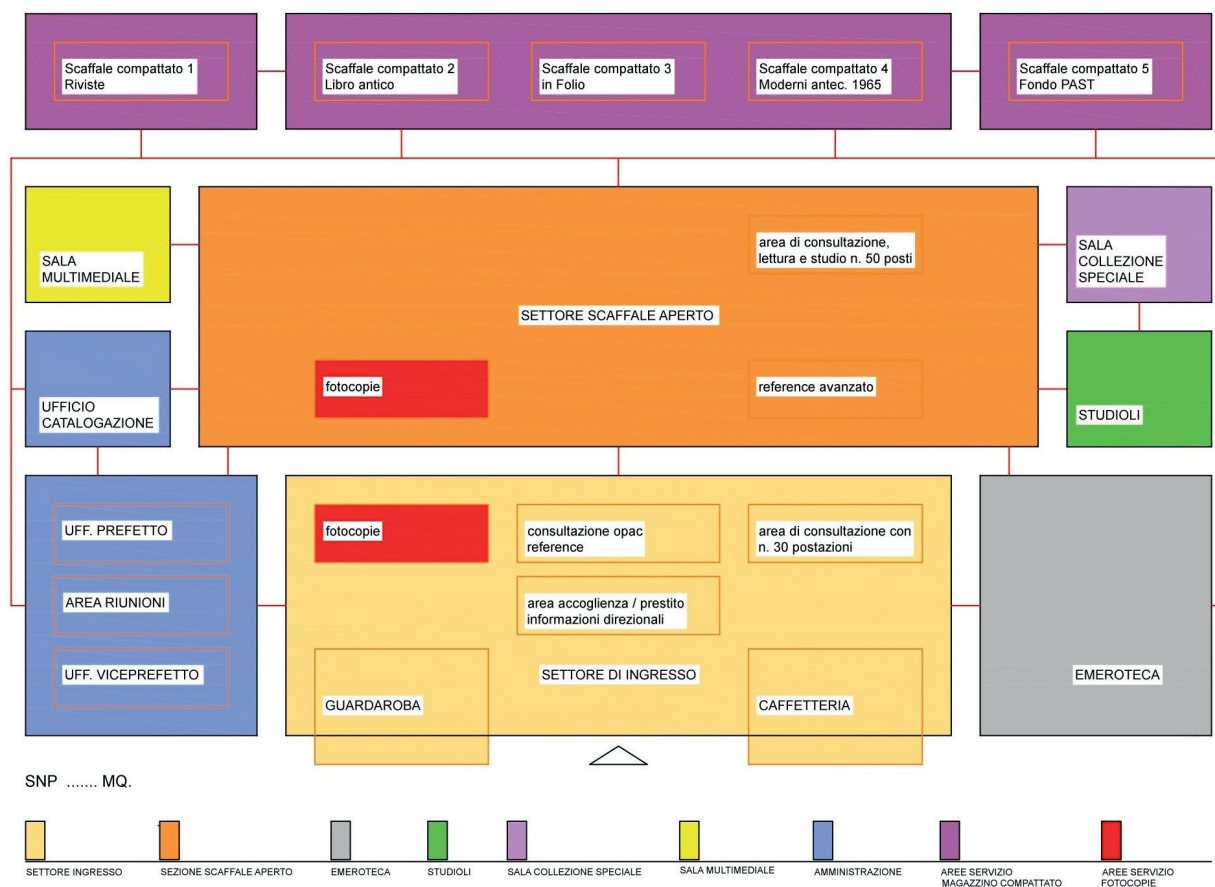 Scaffale compattato 1
Riviste
Scaffale compattato 2
Libro antico
Scaffale compattato 3
in Folio
Scaffale compattato 4
Moderni antec. 1965
Scaffale compattato 5
Fondo PAST
SALA
MULTIMEDIALE
area di consultazione,
lettura e studio n. 50 posti
SALA
COLLEZIONE
SPECIALE
SETTORE SCAFFALE APERTO
UFFICIO
CATALOGAZIONE
fotocopie
reference avanzato
STUDIOLI
UFF. PREFETTO
fotocopie
consultazione opac
reference
area di consultazione con
n. 30 postazioni
AREA RIUNIONI
area accoglienza / prestito
informazioni direzionali
UFF. VICEPREFETTO
SETTORE DI INGRESSO
EMEROTECA
GUARDAROBA
CAFFETTERIA
SNP ....... MQ.
SETTORE INGRESSO
SEZIONE SCAFFALE APERTO
EMEROTECA
STUDIOLI
SALA COLLEZIONE SPECIALE
SALA MULTIMEDIALE
AMMINISTRAZIONE
AREE SERVIZIO
MAGAZZINO COMPATTATO
AREE SERVIZIO
FOTOCOPIE